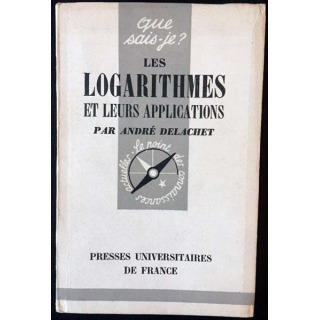 que
sais-je?
LES
LOGARITHMES
ET LEURS APPLICATIONS
PAR ANDRÉ DELACHET
Le point des connaissances actuelles
PRESSES UNIVERSITAIRES
DE FRANCE